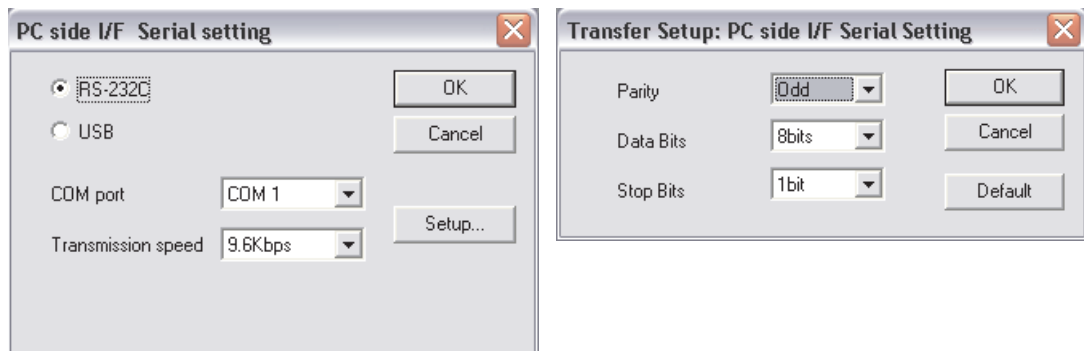 PC side I/F Serial setting
RS-232C
OK
USB
Cancel
COM port
COM 1
Setup...
Transmission speed
9.6Kbps
Transfer Setup: PC side I/F Serial Setting
Parity
Odd
OK
Data Bits
8bits
Cancel
Stop Bits
1bit
Default